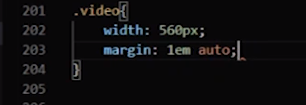 201 .video{
202 width: 560px;
203 margin: 1em auto;
204 }
205